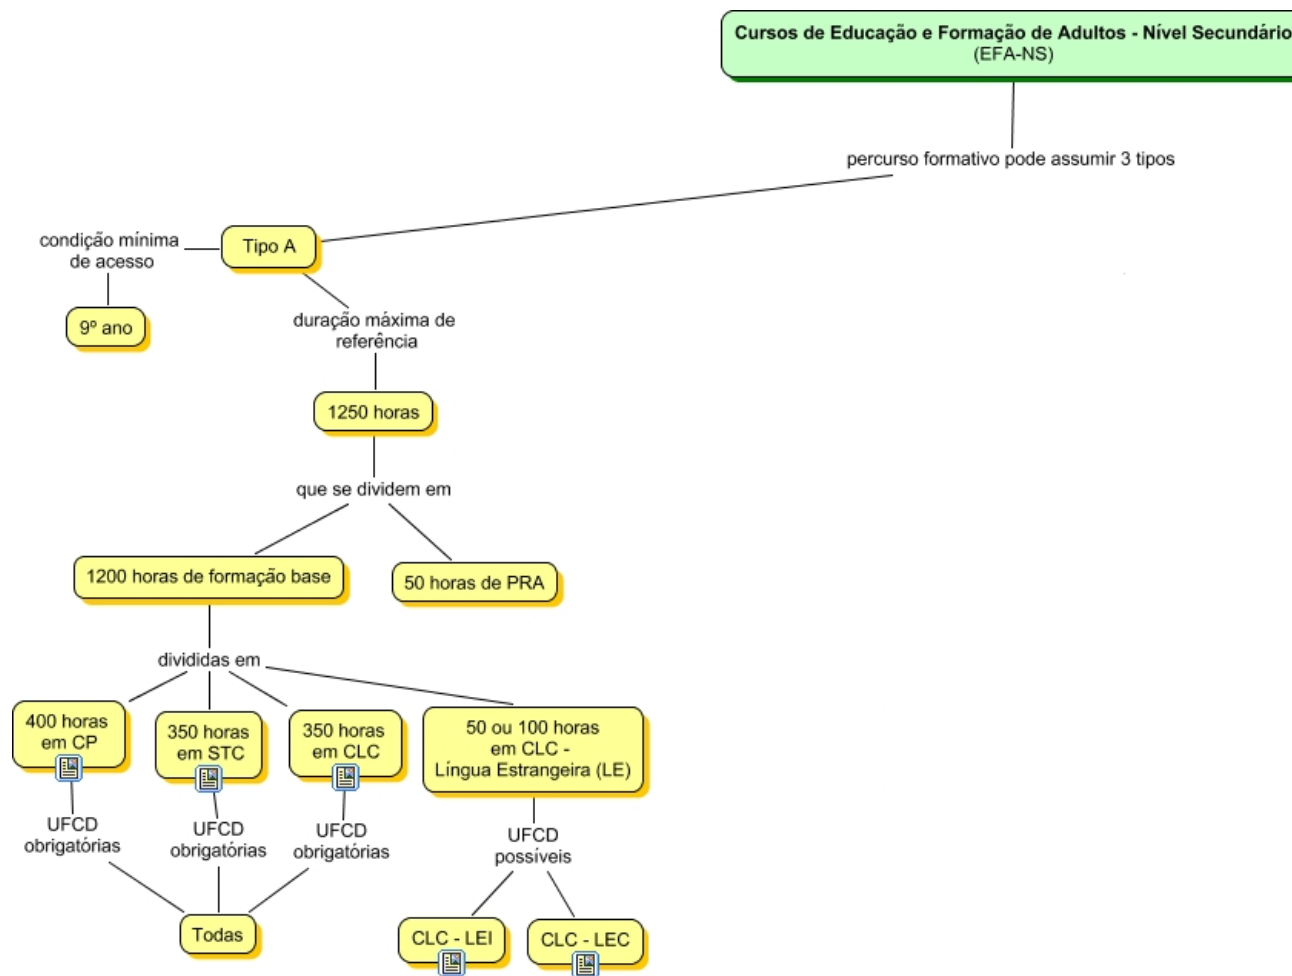 Cursos de Educação e Formação de Adultos - Nível Secundário
(EFA-NS)
percurso formativo pode assumir 3 tipos
Tipo A
condição mínima
de acesso
9º ano
duração máxima de
referência
1250 horas
que se dividem em
1200 horas de formação base
50 horas de PRA
divididas em
400 horas
em CP
350 horas
em STC
350 horas
em CLC
50 ou 100 horas
em CLC -
Língua Estrangeira (LE)
UFCD
obrigatórias
UFCD
obrigatórias
UFCD
obrigatórias
UFCD
possíveis
Todas
CLC - LEI
CLC - LEC